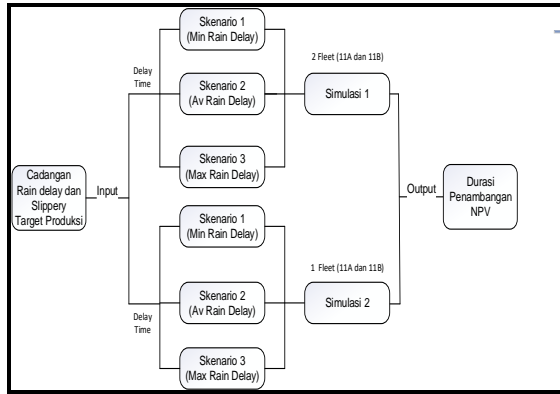 Cadangan
Rain delay dan
Slippery
Target Produksi
Input
Delay
Time
Skenario 1
(Min Rain Delay)
Skenario 2
(Av Rain Delay)
Skenario 3
(Max Rain Delay)
2 Fleet (11A dan 11B)
Simulasi 1
Delay
Time
Skenario 1
(Min Rain Delay)
Skenario 2
(Av Rain Delay)
Skenario 3
(Max Rain Delay)
1 Fleet (11A dan 11B)
Simulasi 2
Output
Durasi
Penambangan
NPV